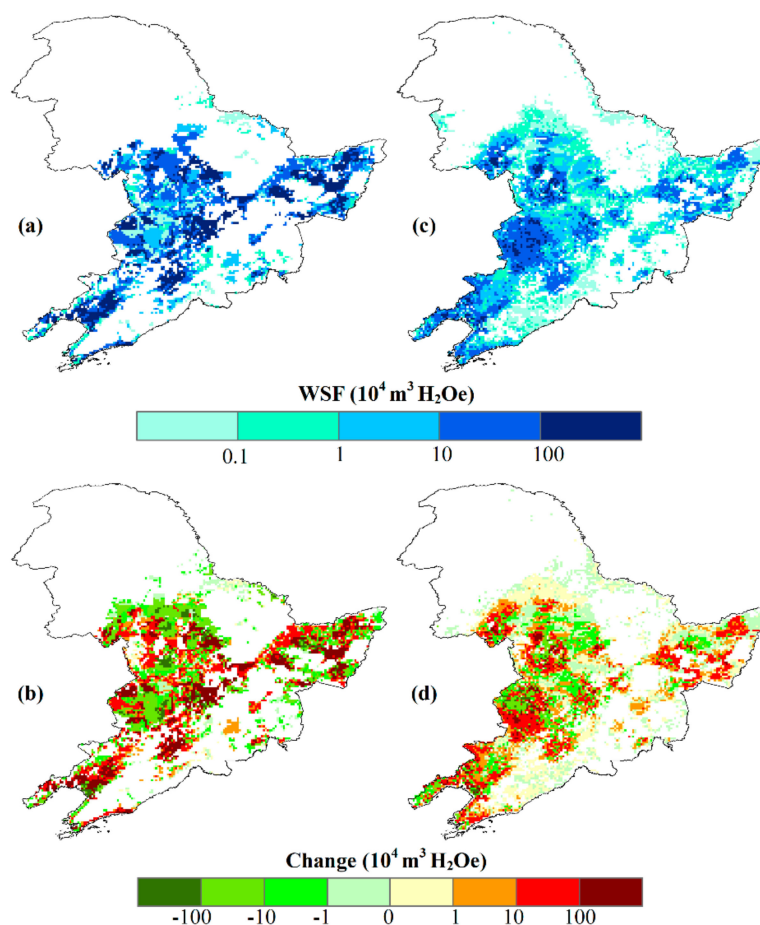 (a)
(c)
WSF (10⁴ m³ H₂Oe)
0.1 1 10 100
(b)
(d)
Change (10⁴ m³ H₂Oe)
-100 -10 -1 0 1 10 100